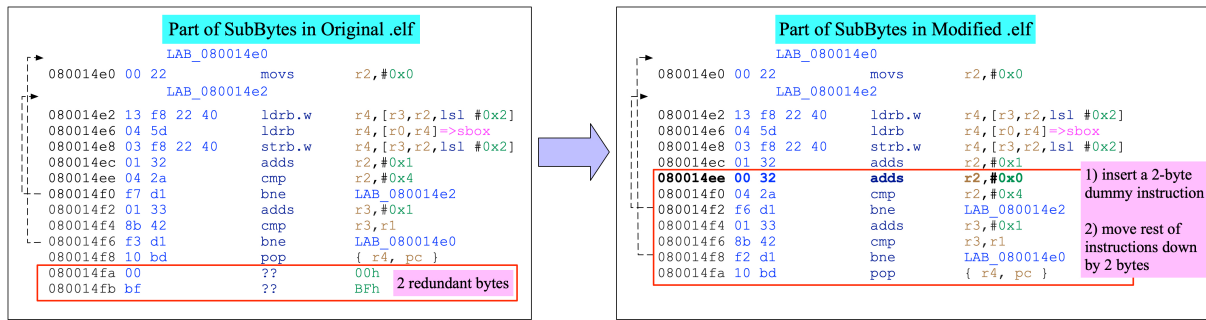 Part of SubBytes in Original .elf
LAB_080014e0
080014e0 00 22 movs r2,#0x0
LAB_080014e2
080014e2 13 f8 22 40 ldrb.w r4,[r3,r2,lsl #0x2]
080014e6 04 5d ldrb r4,[r0,r4]=>sbox
080014e8 03 f8 22 40 strb.w r4,[r3,r2,lsl #0x2]
080014ec 01 32 adds r2,#0x1
080014ee 04 2a cmp r2,#0x4
080014f0 f7 d1 bne LAB_080014e2
080014f2 01 33 adds r3,#0x1
080014f4 8b 42 cmp r3,r1
080014f6 f3 d1 bne LAB_080014e0
080014f8 10 bd pop { r4, pc }
080014fa 00 ?? 00h
080014fb bf ?? BFh
2 redundant bytes
Part of SubBytes in Modified .elf
LAB_080014e0
080014e0 00 22 movs r2,#0x0
LAB_080014e2
080014e2 13 f8 22 40 ldrb.w r4,[r3,r2,lsl #0x2]
080014e6 04 5d ldrb r4,[r0,r4]=>sbox
080014e8 03 f8 22 40 strb.w r4,[r3,r2,lsl #0x2]
080014ec 01 32 adds r2,#0x1
080014ee 00 32 adds r2,#0x0
080014f0 04 2a cmp r2,#0x4
080014f2 f6 d1 bne LAB_080014e2
080014f4 01 33 adds r3,#0x1
080014f6 8b 42 cmp r3,r1
080014f8 f2 d1 bne LAB_080014e0
080014fa 10 bd pop { r4, pc }
1) insert a 2-byte
dummy instruction
2) move rest of
instructions down
by 2 bytes